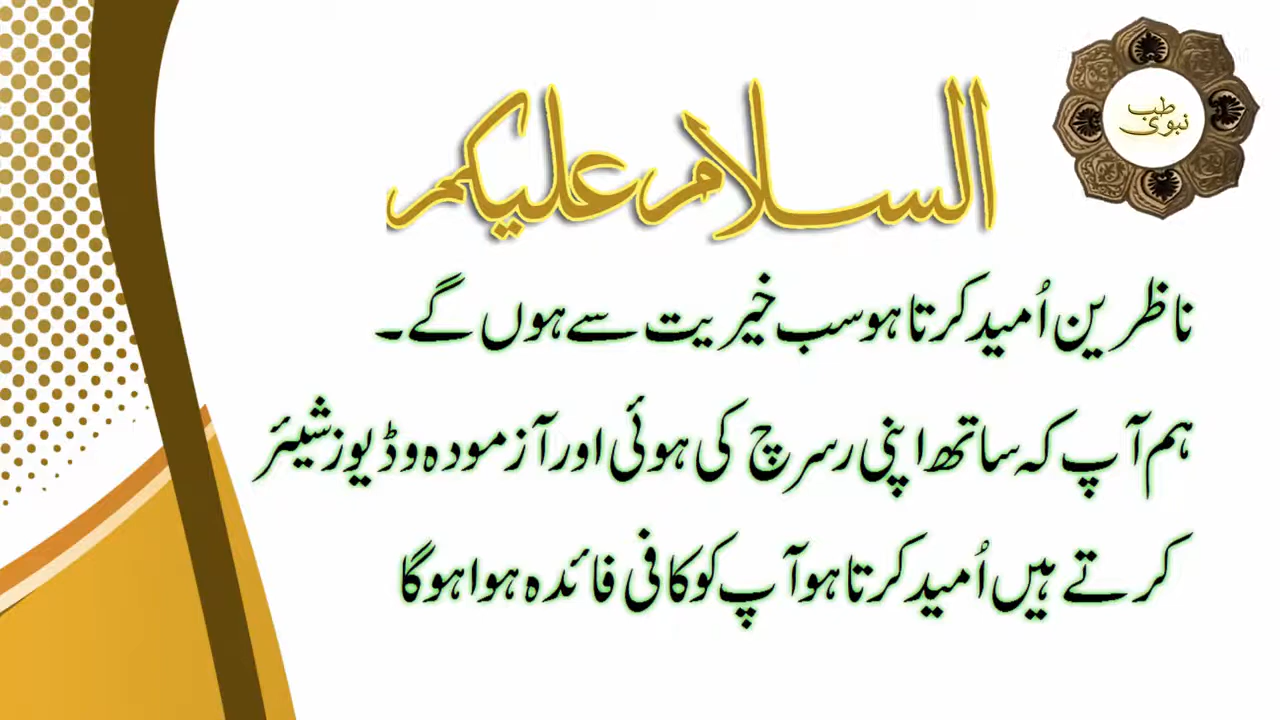 طب
نبوی
السلام علیکم
ناظرین اُمید کرتا ہو سب خیریت سے ہوں گے۔
ہم آپ کہ ساتھ اپنی رسرچ کی ہوئی اور آزمودہ وڈیوز شیئر
کرتے ہیں اُمید کرتا ہو آپ کو کافی فائدہ ہوا ہوگا